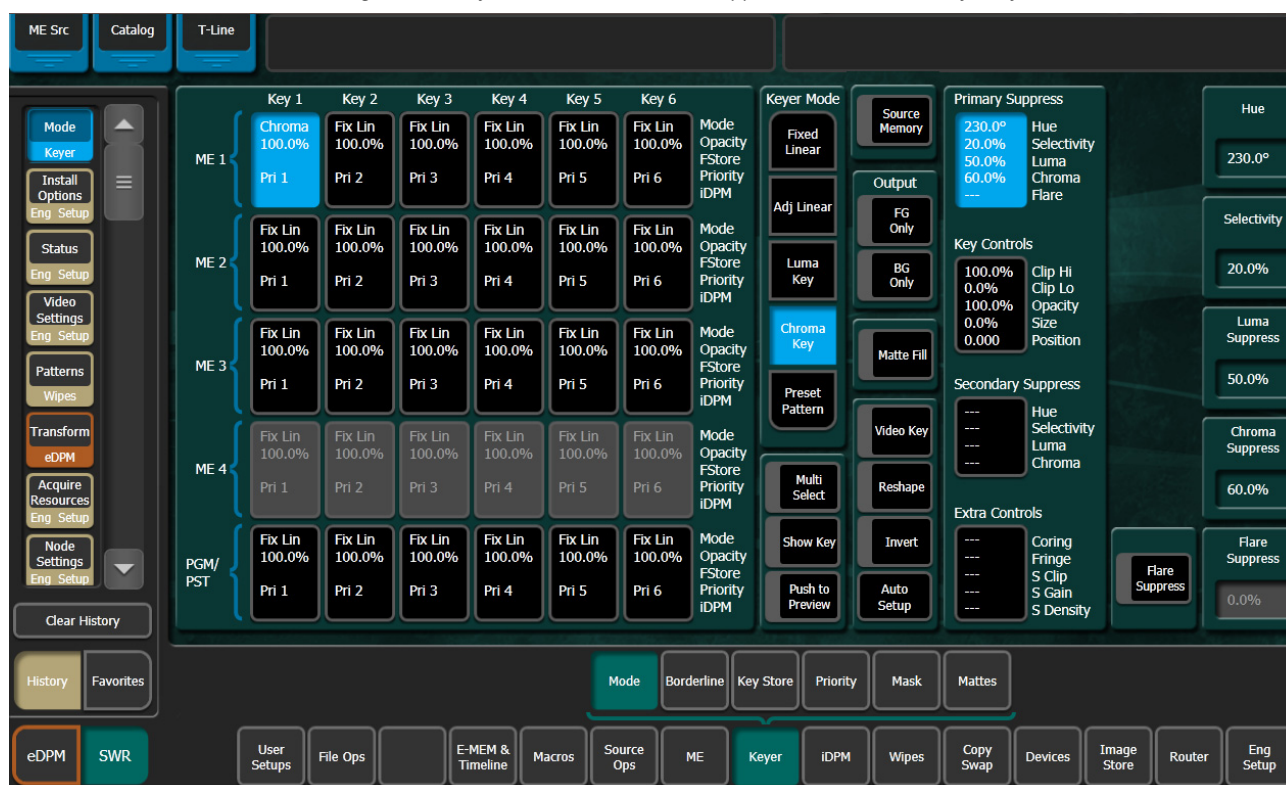 ME Src
Catalog
T-Line
Mode
Keyer
Install
Options
Eng Setup
Status
Eng Setup
Video
Settings
Eng Setup
Patterns
Wipes
Transform
eDPM
Acquire
Resources
Eng Setup
Node
Settings
Eng Setup
Clear History
History
Favorites
eDPM
SWR
Key 1 Key 2 Key 3 Key 4 Key 5 Key 6
ME 1
Chroma Fix Lin Fix Lin Fix Lin Fix Lin Fix Lin Mode
100.0% 100.0% 100.0% 100.0% 100.0% 100.0% Opacity
FStore
Pri 1 Pri 2 Pri 3 Pri 4 Pri 5 Pri 6 Priority
iDPM
ME 2
Fix Lin Fix Lin Fix Lin Fix Lin Fix Lin Fix Lin Mode
100.0% 100.0% 100.0% 100.0% 100.0% 100.0% Opacity
FStore
Pri 1 Pri 2 Pri 3 Pri 4 Pri 5 Pri 6 Priority
iDPM
ME 3
Fix Lin Fix Lin Fix Lin Fix Lin Fix Lin Fix Lin Mode
100.0% 100.0% 100.0% 100.0% 100.0% 100.0% Opacity
FStore
Pri 1 Pri 2 Pri 3 Pri 4 Pri 5 Pri 6 Priority
iDPM
ME 4
Fix Lin Fix Lin Fix Lin Fix Lin Fix Lin Fix Lin Mode
100.0% 100.0% 100.0% 100.0% 100.0% 100.0% Opacity
FStore
Pri 1 Pri 2 Pri 3 Pri 4 Pri 5 Pri 6 Priority
iDPM
PGM/
PST
Fix Lin Fix Lin Fix Lin Fix Lin Fix Lin Fix Lin Mode
100.0% 100.0% 100.0% 100.0% 100.0% 100.0% Opacity
FStore
Pri 1 Pri 2 Pri 3 Pri 4 Pri 5 Pri 6 Priority
iDPM
Keyer Mode
Fixed
Linear
Adj Linear
Luma
Key
Chroma
Key
Preset
Pattern
Multi
Select
Show Key
Push to
Preview
Source
Memory
Output
FG
Only
BG
Only
Matte Fill
Video Key
Reshape
Invert
Auto
Setup
Primary Suppress
230.0º Hue
20.0% Selectivity
50.0% Luma
60.0% Chroma
--- Flare
Key Controls
100.0% Clip Hi
0.0% Clip Lo
100.0% Opacity
0.0% Size
0.000 Position
Secondary Suppress
--- Hue
--- Selectivity
--- Luma
--- Chroma
Extra Controls
--- Coring
--- Fringe
--- S Clip
--- S Gain
--- S Density
Flare
Suppress
Hue
230.0º
Selectivity
20.0%
Luma
Suppress
50.0%
Chroma
Suppress
60.0%
Flare
Suppress
0.0%
Mode
Borderline
Key Store
Priority
Mask
Mattes
User
Setups
File Ops
E-MEM &
Timeline
Macros
Source
Ops
ME
Keyer
iDPM
Wipes
Copy
Swap
Devices
Image
Store
Router
Eng
Setup